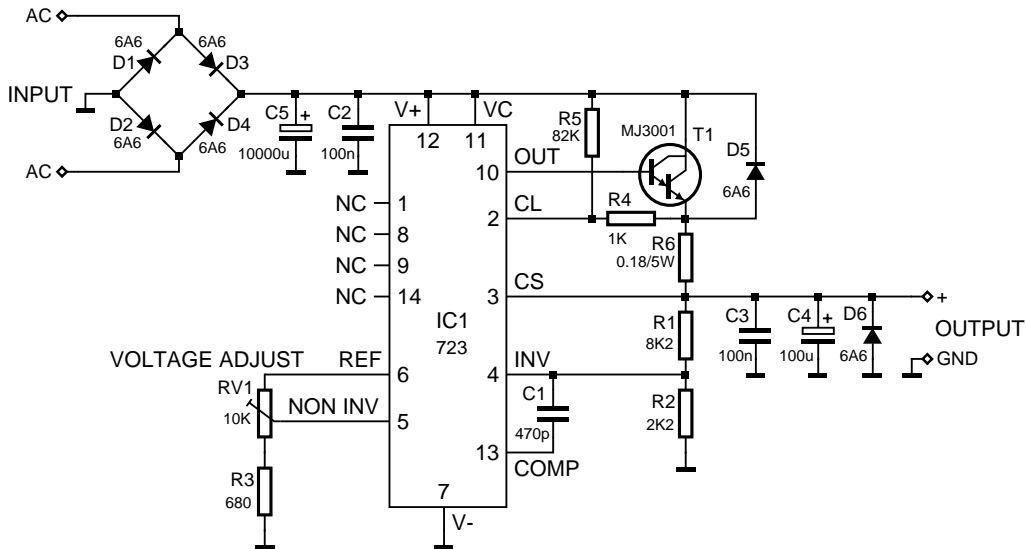 AC
6A6
6A6
D1
D3
INPUT
D2
D4
6A6
6A6
AC
C5
+
10000u
C2
100n
V+
VC
12
11
R5
82K
MJ3001
T1
D5
6A6
OUT
10
CL
2
R4
1K
R6
0.18/5W
NC
1
NC
8
NC
9
NC
14
CS
3
IC1
723
R1
8K2
C3
100n
C4
+
100u
D6
6A6
+
OUTPUT
GND
VOLTAGE ADJUST
REF
6
INV
4
RV1
10K
NON INV
5
C1
470p
R2
2K2
13
COMP
R3
680
7
V-